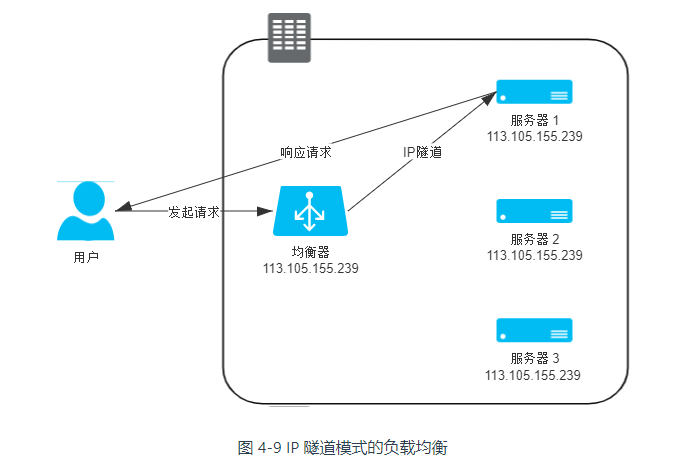 服务器 1
113.105.155.239
响应请求
IP隧道
发起请求
用户
均衡器
113.105.155.239
服务器 2
113.105.155.239
服务器 3
113.105.155.239
图 4-9 IP 隧道模式的负载均衡